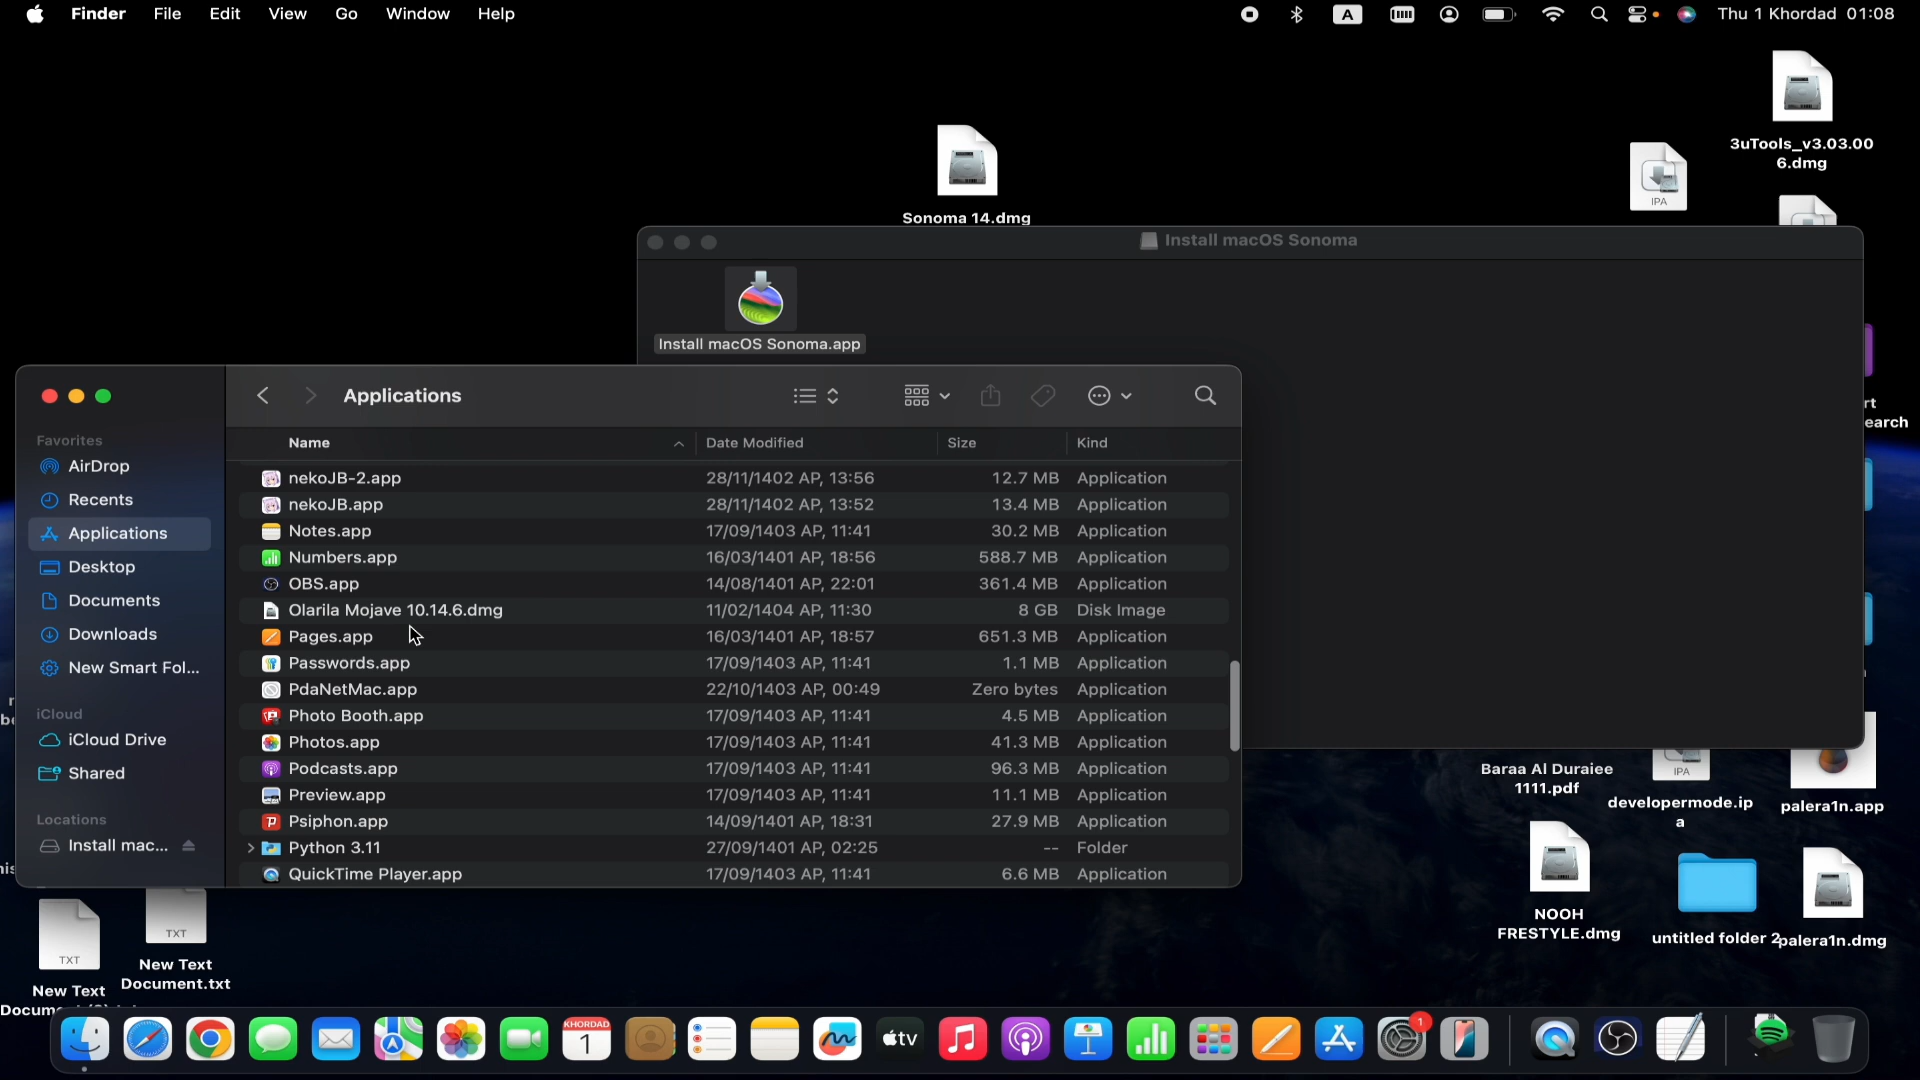 Finder File Edit View Go Window Help A Thu 1 Khordad 01:08
3uTools_v3.03.00
6.dmg
IPA
Sonoma 14.dmg
Install macOS Sonoma
Install macOS Sonoma.app
Applications
Favorites
AirDrop
Recents
Applications
Desktop
Documents
Downloads
New Smart Fol...
iCloud
iCloud Drive
Shared
Locations
Install mac...
Name Date Modified Size Kind
nekoJB-2.app 28/11/1402 AP, 13:56 12.7 MB Application
nekoJB.app 28/11/1402 AP, 13:52 13.4 MB Application
Notes.app 17/09/1403 AP, 11:41 30.2 MB Application
Numbers.app 16/03/1401 AP, 18:56 588.7 MB Application
OBS.app 14/08/1401 AP, 22:01 361.4 MB Application
Olarila Mojave 10.14.6.dmg 11/02/1404 AP, 11:30 8 GB Disk Image
Pages.app 16/03/1401 AP, 18:57 651.3 MB Application
Passwords.app 17/09/1403 AP, 11:41 1.1 MB Application
PdaNetMac.app 22/10/1403 AP, 00:49 Zero bytes Application
Photo Booth.app 17/09/1403 AP, 11:41 4.5 MB Application
Photos.app 17/09/1403 AP, 11:41 41.3 MB Application
Podcasts.app 17/09/1403 AP, 11:41 96.3 MB Application
Preview.app 17/09/1403 AP, 11:41 11.1 MB Application
Psiphon.app 14/09/1401 AP, 18:31 27.9 MB Application
Python 3.11 27/09/1401 AP, 02:25 -- Folder
QuickTime Player.app 17/09/1403 AP, 11:41 6.6 MB Application
rt
earch
Baraa Al Duraiee
1111.pdf
IPA
developermode.ip
a
palera1n.app
NOOH
FRESTYLE.dmg
untitled folder 2
palera1n.dmg
TXT
New Text
Docum
TXT
New Text
Document.txt
KHORDAD
1
tv
1